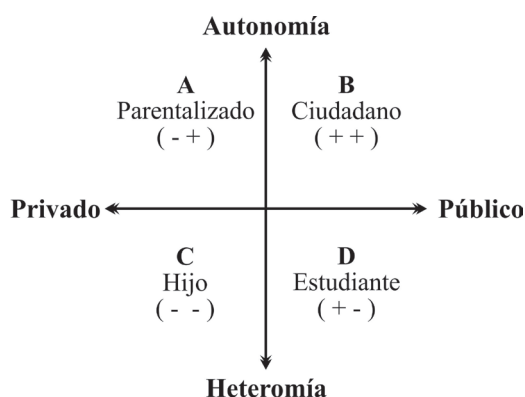 Autonomía
A
Parentalizado
( - + )
B
Ciudadano
( + + )
Privado
Público
C
Hijo
( - - )
D
Estudiante
( + - )
Heteromía